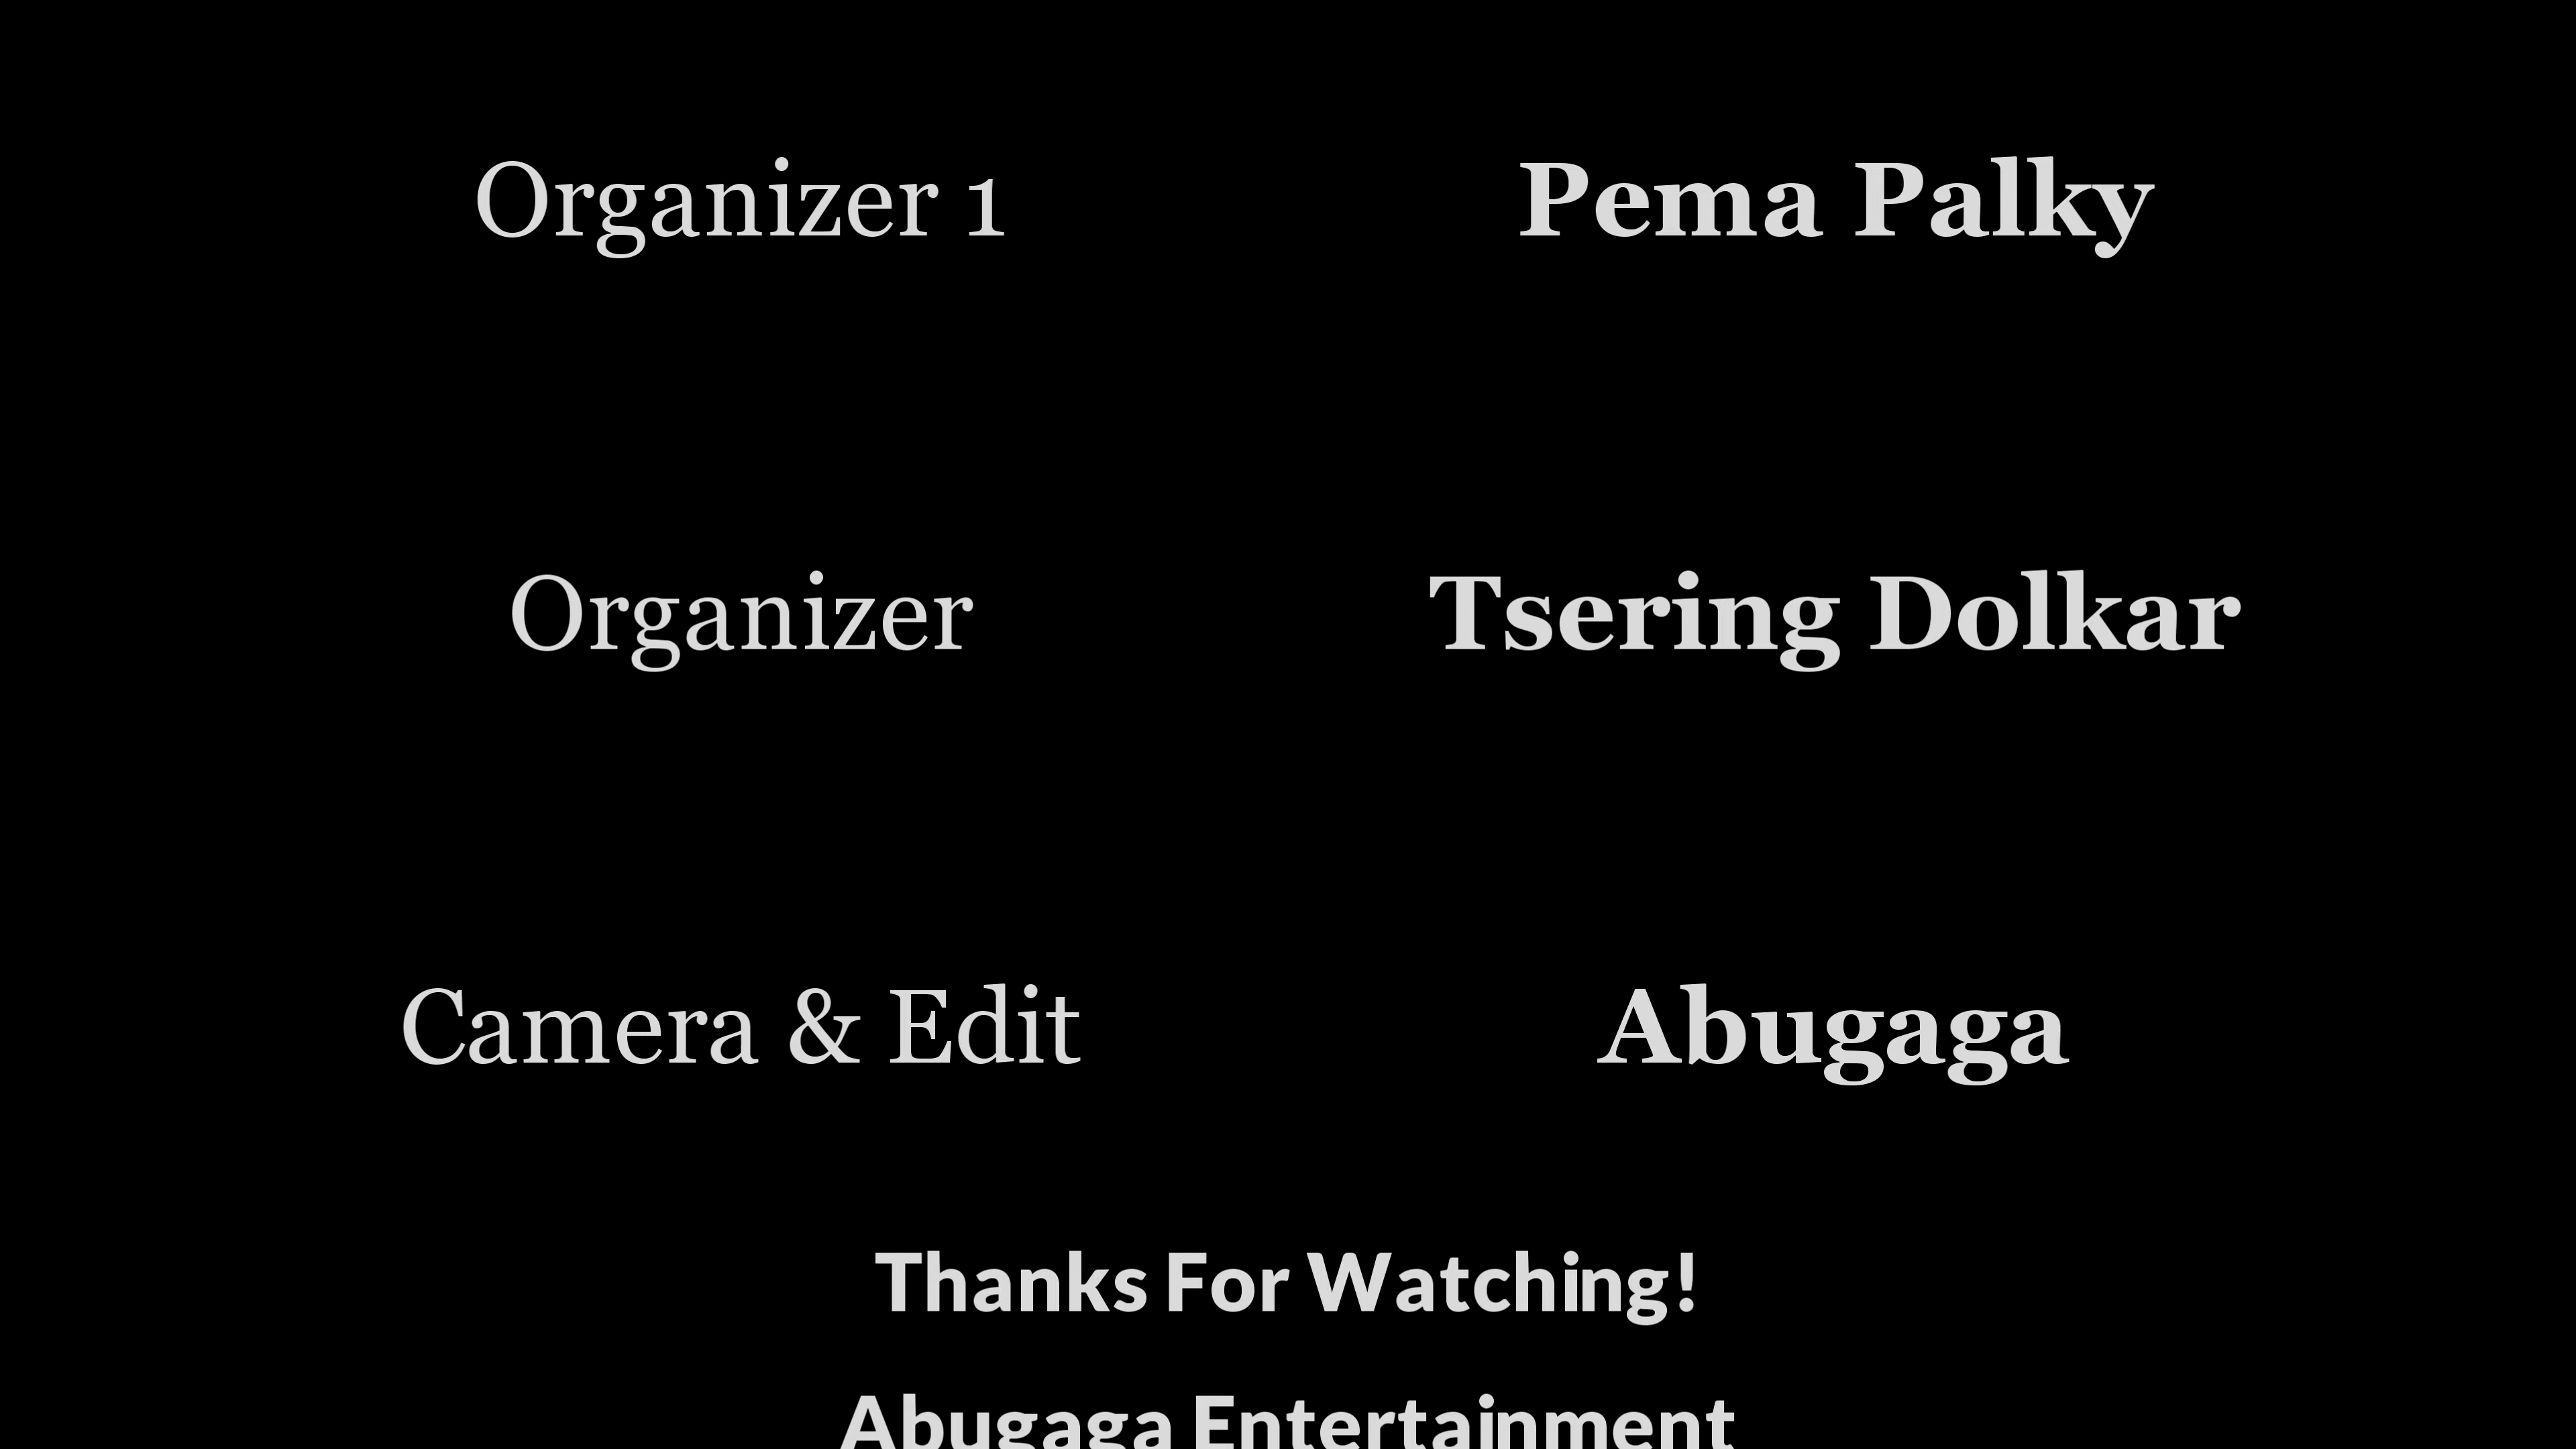 Organizer 1 Pema Palky
Organizer Tsering Dolkar
Camera & Edit Abugaga
Thanks For Watching!
Abugaga Entertainment